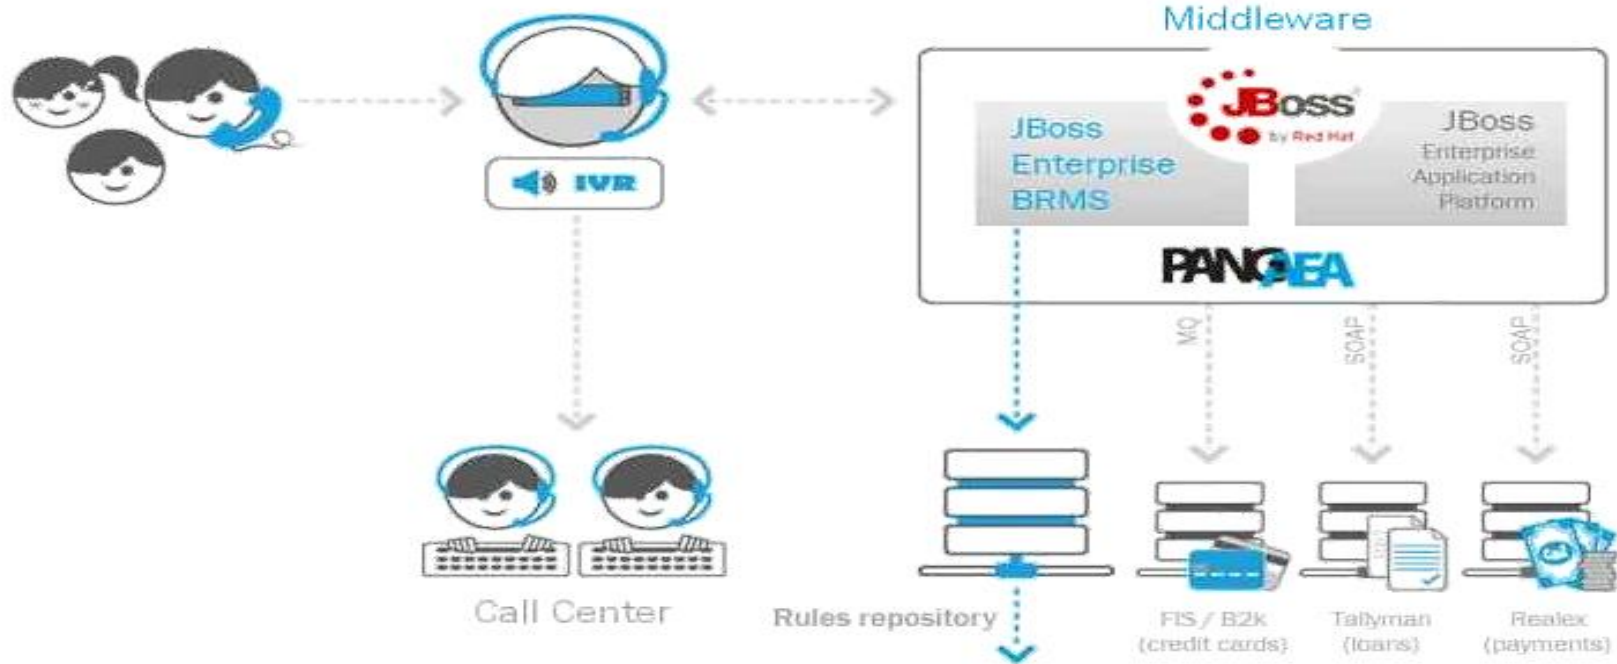 Middleware
JBoss
by Red Hat
JBoss
Enterprise
BRMS
JBoss
Enterprise
Application
Platform
IVR
PANGAEA
MQ
SOAP
SOAP
Call Center
Rules repository
FIS / B2k
(credit cards)
Tallyman
(loans)
Realex
(payments)